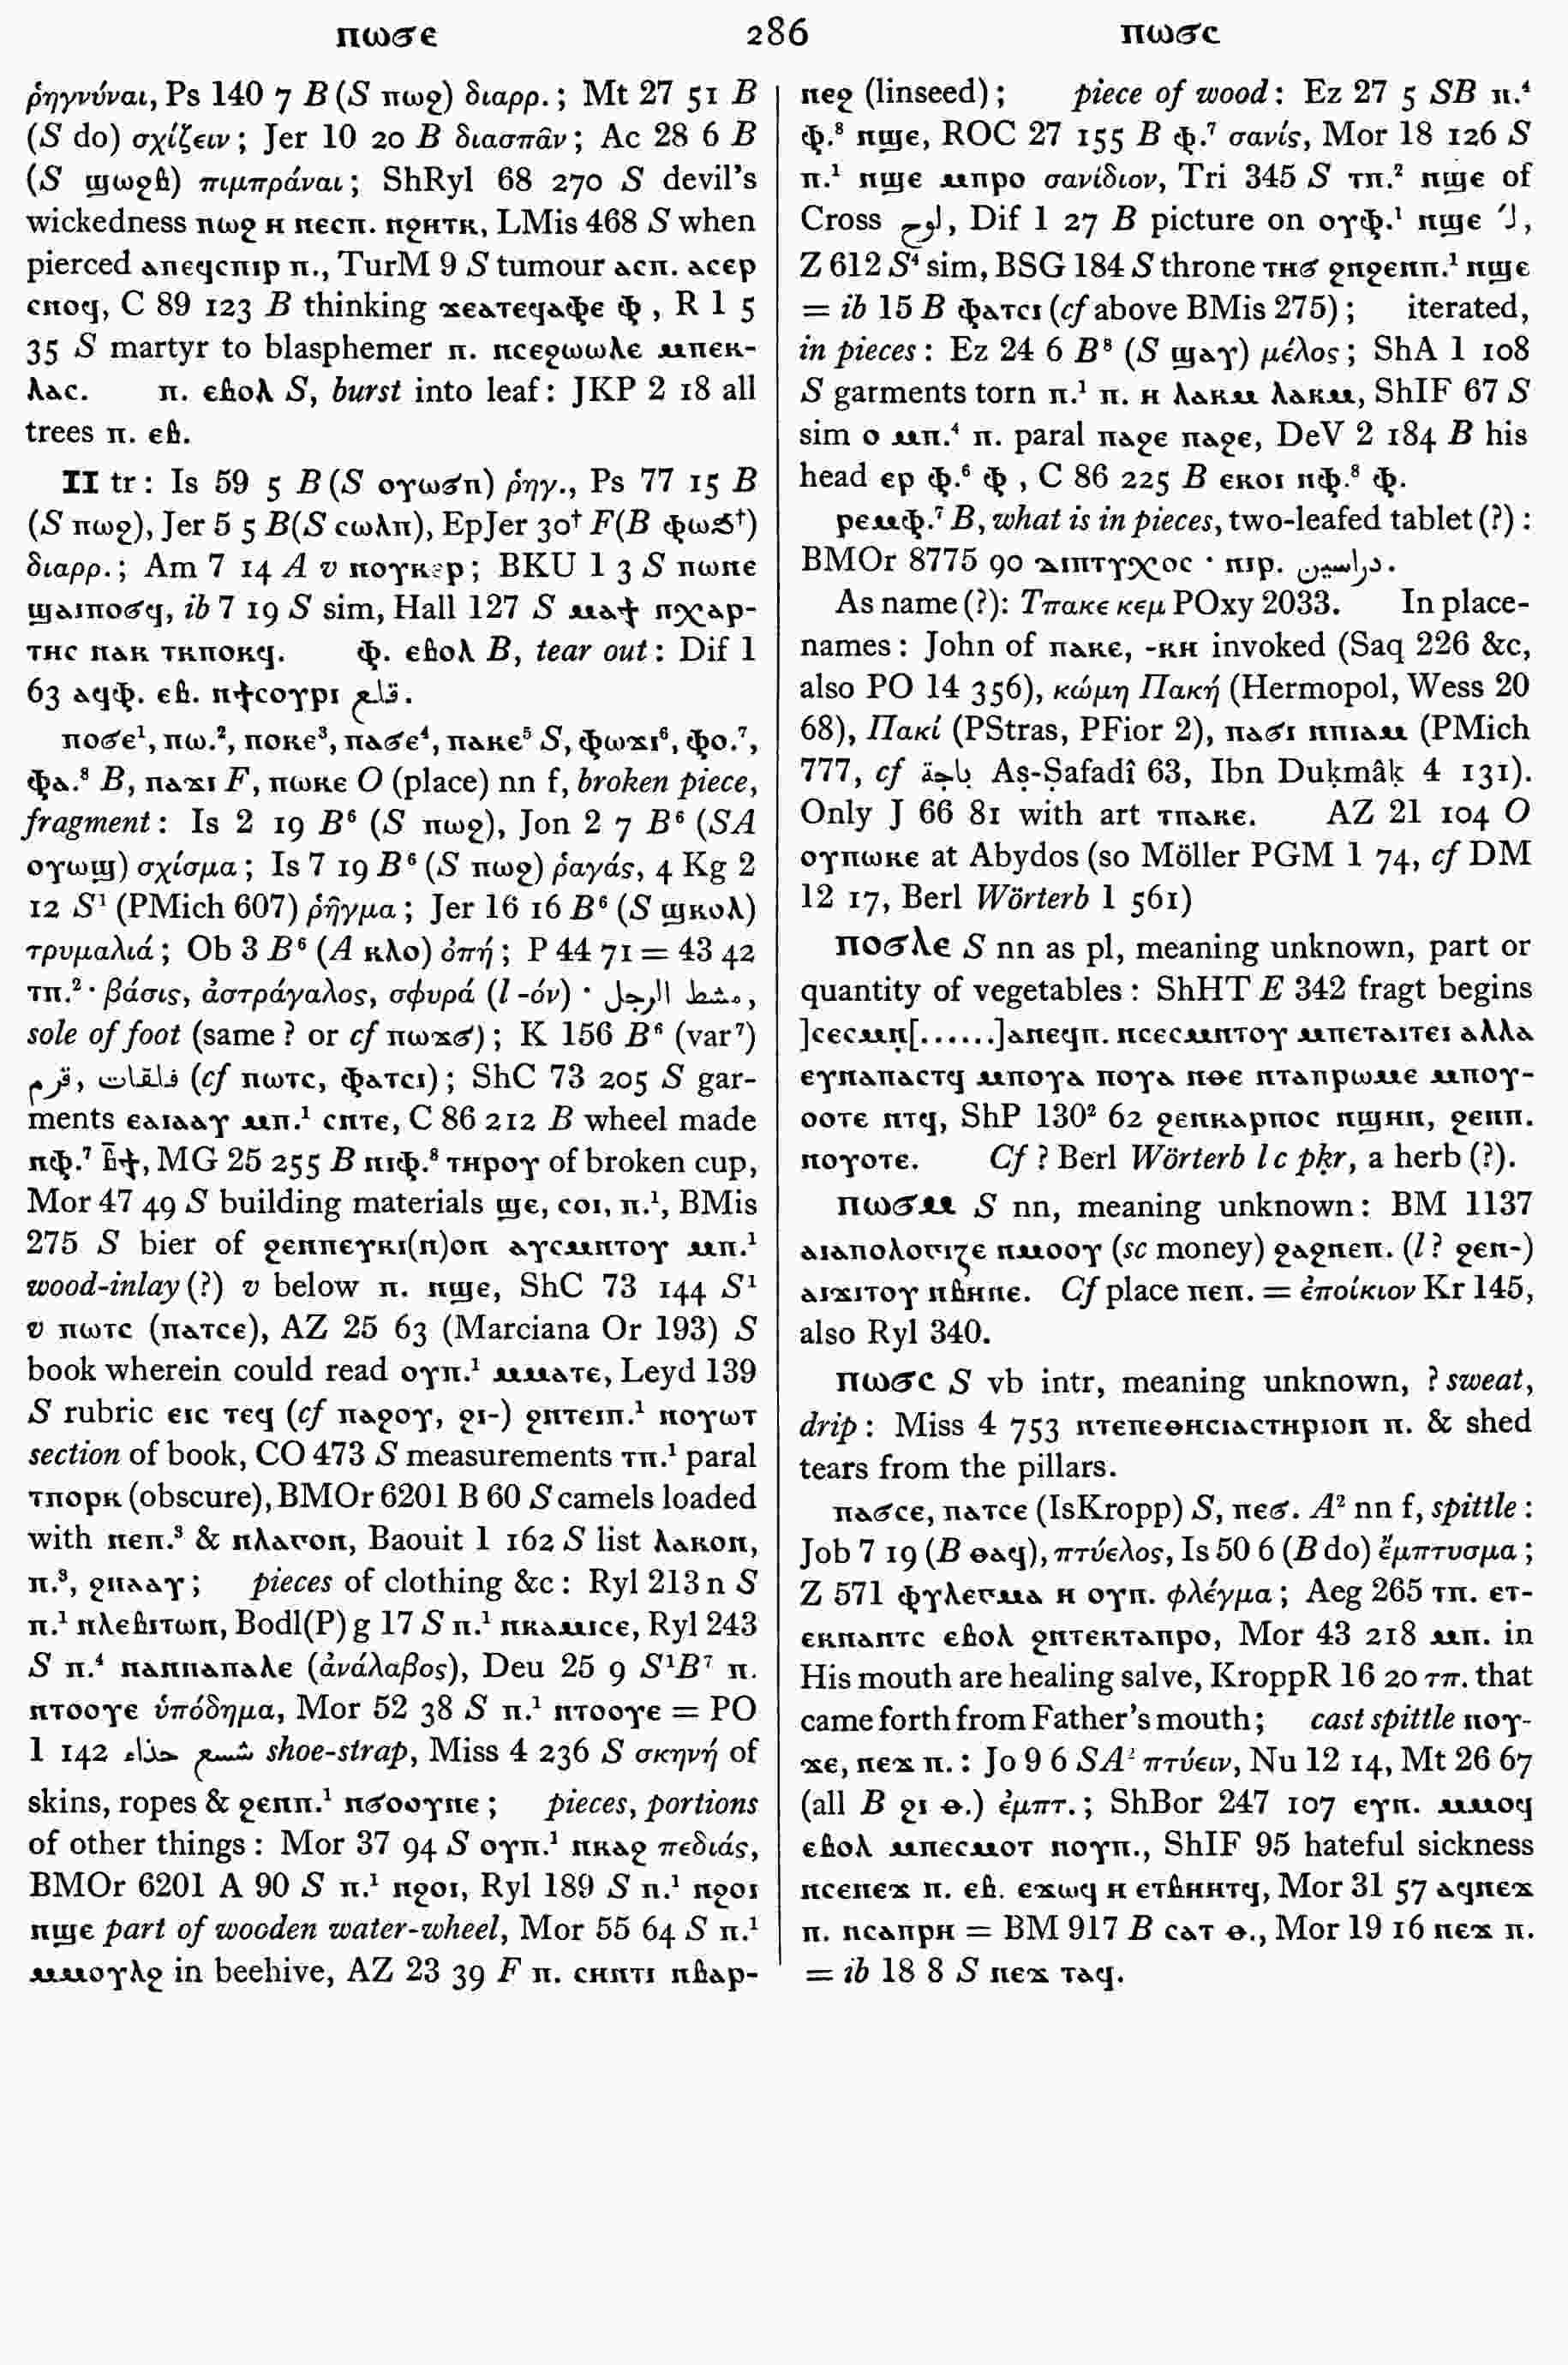 ⲡⲱϭⲉ 286 ⲡⲱϭⲥ
ῥηγνύναι, Ps 140 7 B (S ⲡⲱϩ) διαρρ.; Mt 27 51 B
(S do) σχίζειν; Jer 10 20 B διασπᾶν; Ac 28 6 B
(S ϣⲱϩⲃ) πιμπράναι; ShRyl 68 270 S devil's
wickedness ⲡⲱϩ ⲏ ⲛⲉⲥⲡ. ⲛϩⲏⲧⲕ, LMis 468 S when
pierced ⲁⲡⲉϥⲥⲡⲓⲣ ⲡ., TurM 9 S tumour ⲁⲥⲡ. ⲁⲥⲉⲣ
ⲥⲛⲟϥ, C 89 123 B thinking ϫⲉⲁⲧⲉϥⲁⲫⲉ ⲫ , R 1 5
35 S martyr to blasphemer ⲡ. ⲛⲥⲉϩⲱⲱⲗⲉ ⲙⲡⲉⲕ-
ⲗⲁⲥ. ⲡ. ⲉⲃⲟⲗ S, burst into leaf: JKP 2 18 all
trees ⲡ. ⲉⲃ.
II tr: Is 59 5 B (S ⲟⲩⲱϭⲡ) ῥηγ., Ps 77 15 B
(S ⲡⲱϩ), Jer 5 5 B(S ⲥⲱⲗⲡ), EpJer 30† F(B ⲫⲱϧ†)
διαρρ.; Am 7 14 A v ⲛⲟⲩⲕⲉⲣ; BKU 1 3 S ⲡⲱⲛⲉ
ϣⲁⲓⲡⲟϭϥ, ib 7 19 S sim, Hall 127 S ⲙⲁϯ ⲡⲭⲁⲣ-
ⲧⲏⲥ ⲛⲁⲕ ⲧⲕⲡⲟⲕϥ. ⲫ. ⲉⲃⲟⲗ B, tear out: Dif 1
63 ⲁϥⲫ. ⲉⲃ. ⲛϯⲥⲟⲩⲣⲓ قلع.
ⲡⲟϭⲉ¹, ⲡⲱ.², ⲡⲟⲕⲉ³, ⲡⲁϭⲉ⁴, ⲡⲁⲕⲉ⁵ S, ⲫⲱϫⲓ⁶, ⲫⲟ.⁷,
ⲫⲁ.⁸ B, ⲡⲁϫⲓ F, ⲡⲱⲕⲉ O (place) nn f, broken piece,
fragment: Is 2 19 B⁶ (S ⲡⲱϩ), Jon 2 7 B⁶ (SA
ⲟⲩⲱϣ) σχίσμα; Is 7 19 B⁶ (S ⲡⲱϩ) ῥαγάς, 4 Kg 2
12 S¹ (PMich 607) ῥῆγμα; Jer 16 16 B⁶ (S ϣⲕⲟⲗ)
τρυμαλιά; Ob 3 B⁶ (A ⲕⲗⲟ) ὀπή; P 44 71 = 43 42
ⲧⲡ.² · βάσις, ἀστράγαλος, σφυρά (l -όν) · مشط الرجل,
sole of foot (same? or cf ⲡⲱϫϭ); K 156 B⁶ (var⁷)
قرم, فلقات (cf ⲡⲱⲧⲥ, ⲫⲁⲧⲥⲓ); ShC 73 205 S gar-
ments ⲉⲁⲓⲁⲁⲩ ⲙⲡ.¹ ⲥⲛⲧⲉ, C 86 212 B wheel made
ⲛⲫ.⁷ ⲃ̅ϯ, MG 25 255 B ⲛⲓⲫ.⁸ ⲧⲏⲣⲟⲩ of broken cup,
Mor 47 49 S building materials ϣⲉ, ⲥⲟⲓ, ⲡ.¹, BMis
275 S bier of ϩⲉⲛⲡⲉⲩⲕⲓ(ⲛ)ⲟⲛ ⲁⲩⲥⲙⲛⲧⲟⲩ ⲙⲡ.¹
wood-inlay (?) v below ⲡ. ⲛϣⲉ, ShC 73 144 S¹
v ⲡⲱⲧⲥ (ⲡⲁⲧⲥⲉ), AZ 25 63 (Marciana Or 193) S
book wherein could read ⲟⲩⲡ.¹ ⲙⲙⲁⲧⲉ, Leyd 139
S rubric ⲉⲓⲥ ⲧⲉϥ (cf ⲡⲁϩⲟⲩ, ϩⲓ-) ϩⲛⲧⲉⲓⲡ.¹ ⲛⲟⲩⲱⲧ
section of book, CO 473 S measurements ⲧⲡ.¹ paral
ⲧⲡⲟⲣⲕ (obscure), BMOr 6201 B 60 S camels loaded
with ⲛⲉⲡ.³ & ⲡⲗⲁⲅⲟⲛ, Baouit 1 162 S list ⲗⲁⲕⲟⲛ,
ⲡ.³, ϩⲛⲁⲁⲩ; pieces of clothing &c: Ryl 213 n S
ⲡ.¹ ⲛⲗⲉⲃⲓⲧⲱⲛ, Bodl(P) g 17 S ⲡ.¹ ⲛⲕⲁⲙⲓⲥⲉ, Ryl 243
S ⲡ.⁴ ⲛⲁⲛⲛⲁⲡⲁⲗⲉ (ἀνάλαβος), Deu 25 9 S¹B⁷ ⲡ.
ⲛⲧⲟⲟⲩⲉ ὑπόδημα, Mor 52 38 S ⲡ.¹ ⲛⲧⲟⲟⲩⲉ = PO
1 142 شسع حذاء shoe-strap, Miss 4 236 S σκηνή of
skins, ropes & ϩⲉⲛⲡ.¹ ⲛϭⲟⲟⲩⲛⲉ; pieces, portions
of other things: Mor 37 94 S ⲟⲩⲡ.¹ ⲛⲕⲁϩ πεδιάς,
BMOr 6201 A 90 S ⲡ.¹ ⲛϩⲟⲓ, Ryl 189 S ⲡ.¹ ⲛϩⲟⲓ
ⲛϣⲉ part of wooden water-wheel, Mor 55 64 S ⲡ.¹
ⲙⲙⲟⲩⲗϩ in beehive, AZ 23 39 F ⲡ. ⲥⲏⲛⲧⲓ ⲛⲃⲁⲣ-
ⲡⲉϩ (linseed); piece of wood: Ez 27 5 SB ⲡ.⁴
ⲫ.⁸ ⲛϣⲉ, ROC 27 155 B ⲫ.⁷ σανίς, Mor 18 126 S
ⲡ.¹ ⲛϣⲉ ⲙⲡⲣⲟ σανίδιον, Tri 345 S ⲧⲡ.² ⲛϣⲉ of
Cross لوح, Dif 1 27 B picture on ⲟⲩⲫ.¹ ⲛϣⲉ ل′,
Z 612 S⁴ sim, BSG 184 S throne ⲧⲏϭ ϩⲛϩⲉⲛⲡ.¹ ⲛϣⲉ
= ib 15 B ⲫⲁⲧⲥⲓ (cf above BMis 275); iterated,
in pieces: Ez 24 6 B⁸ (S ϣⲁⲩ) μέλος; ShA 1 108
S garments torn ⲡ.¹ ⲡ. ⲏ ⲗⲁⲕⲙ ⲗⲁⲕⲙ, ShIF 67 S
sim ⲟ ⲙⲡ.⁴ ⲡ. paral ⲡⲁϩⲉ ⲡⲁϩⲉ, DeV 2 184 B his
head ⲉⲣ ⲫ.⁶ ⲫ , C 86 225 B ⲉⲕⲟⲓ ⲛⲫ.⁸ ⲫ.
ⲣⲉⲙⲫ.⁷ B, what is in pieces, two-leafed tablet (?):
BMOr 8775 90 ⲇⲓⲡⲧⲩⲭⲟⲥ · ⲡⲓⲣ. دراسين.
As name (?): Τπακε κεμ POxy 2033. In place-
names: John of ⲡⲁⲕⲉ, -ⲕⲏ invoked (Saq 226 &c,
also PO 14 356), κώμη Πακή (Hermopol, Wess 20
68), Πακί (PStras, PFior 2), ⲡⲁϭⲓ ⲛⲛⲓⲁⲙ (PMich
777, cf باجة Aṣ-Ṣafadî 63, Ibn Duḳmâḳ 4 131).
Only J 66 81 with art ⲧⲡⲁⲕⲉ. AZ 21 104 O
ⲟⲩⲡⲱⲕⲉ at Abydos (so Möller PGM 1 74, cf DM
12 17, Berl Wörterb 1 561)
ⲡⲟϭⲗⲉ S nn as pl, meaning unknown, part or
quantity of vegetables: ShHT E 342 fragt begins
]ⲥⲉⲥⲙⲛ̣[......]ⲁⲡⲉϥⲡ. ⲛⲥⲉⲥⲙⲛⲧⲟⲩ ⲙⲡⲉⲧⲁⲓⲧⲉⲓ ⲁⲗⲗⲁ
ⲉⲩⲛⲁⲡⲁⲥⲧϥ ⲙⲡⲟⲩⲁ ⲡⲟⲩⲁ ⲛⲑⲉ ⲛⲧⲁⲡⲣⲱⲙⲉ ⲙⲡⲟⲩ-
ⲟⲟⲧⲉ ⲛⲧϥ, ShP 130² 62 ϩⲉⲛⲕⲁⲣⲡⲟⲥ ⲛϣⲏⲛ, ϩⲉⲛⲡ.
ⲛⲟⲩⲟⲧⲉ. Cf ? Berl Wörterb l c pḳr, a herb (?).
ⲡⲱϭⲙ S nn, meaning unknown: BM 1137
ⲁⲓⲁⲡⲟⲗⲟⲅⲓⲍⲉ ⲙⲙⲟⲟⲩ (sc money) ϩⲁϩⲛⲉⲡ. (l ? ϩⲉⲛ-)
ⲁⲓϫⲓⲧⲟⲩ ⲛⲃⲏⲛⲉ. Cf place ⲡⲉⲡ. = ἐποίκιον Kr 145,
also Ryl 340.
ⲡⲱϭⲥ S vb intr, meaning unknown, ? sweat,
drip: Miss 4 753 ⲛⲧⲉⲡⲉⲑⲏⲥⲓⲁⲥⲧⲏⲣⲓⲟⲛ ⲡ. & shed
tears from the pillars.
ⲡⲁϭⲥⲉ, ⲡⲁⲧⲥⲉ (IsKropp) S, ⲡⲉϭ. A² nn f, spittle:
Job 7 19 (B ⲑⲁϥ), πτύελος, Is 50 6 (B do) ἔμπτυσμα;
Z 571 ⲫⲩⲗⲉⲅⲙⲁ ⲏ ⲟⲩⲡ. φλέγμα; Aeg 265 ⲧⲡ. ⲉⲧ-
ⲉⲕⲛⲁⲛⲧⲥ ⲉⲃⲟⲗ ϩⲛⲧⲉⲕⲧⲁⲡⲣⲟ, Mor 43 218 ⲙⲡ. in
His mouth are healing salve, KroppR 16 20 ⲧⲡ. that
came forth from Father's mouth; cast spittle ⲛⲟⲩ-
ϫⲉ, ⲛⲉϫ ⲡ.: Jo 9 6 SA² πτύειν, Nu 12 14, Mt 26 67
(all B ϩⲓ ⲑ.) ἐμπτ.; ShBor 247 107 ⲉⲩⲡ. ⲙⲙⲟϥ
ⲉⲃⲟⲗ ⲙⲡⲉⲥⲙⲟⲧ ⲛⲟⲩⲡ., ShIF 95 hateful sickness
ⲛⲥⲉⲛⲉϫ ⲡ. ⲉⲃ. ⲉϫⲱϥ ⲏ ⲉⲧⲃⲏⲏⲧϥ, Mor 31 57 ⲁϥⲛⲉϫ
ⲡ. ⲛⲥⲁⲡⲣⲏ = BM 917 B ⲥⲁⲧ ⲑ., Mor 19 16 ⲛⲉϫ ⲡ.
= ib 18 8 S ⲛⲉϫ ⲧⲁϥ.